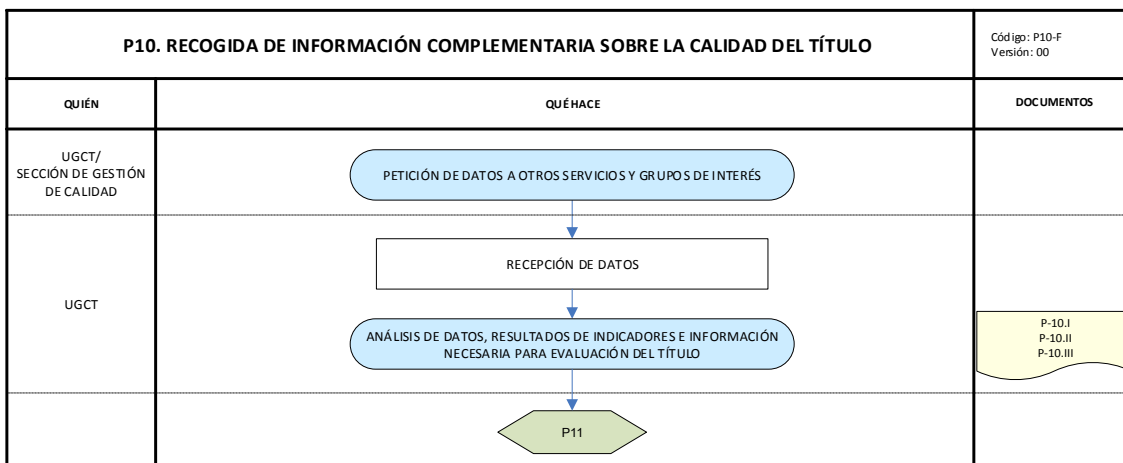 P10. RECOGIDA DE INFORMACIÓN COMPLEMENTARIA SOBRE LA CALIDAD DEL TÍTULO
Código: P10-F
Versión: 00
QUIÉN
QUÉ HACE
DOCUMENTOS
UGCT/
SECCIÓN DE GESTIÓN
DE CALIDAD
PETICIÓN DE DATOS A OTROS SERVICIOS Y GRUPOS DE INTERÉS
UGCT
RECEPCIÓN DE DATOS
ANÁLISIS DE DATOS, RESULTADOS DE INDICADORES E INFORMACIÓN
NECESARIA PARA EVALUACIÓN DEL TÍTULO
P-10.I
P-10.II
P-10.III
P11